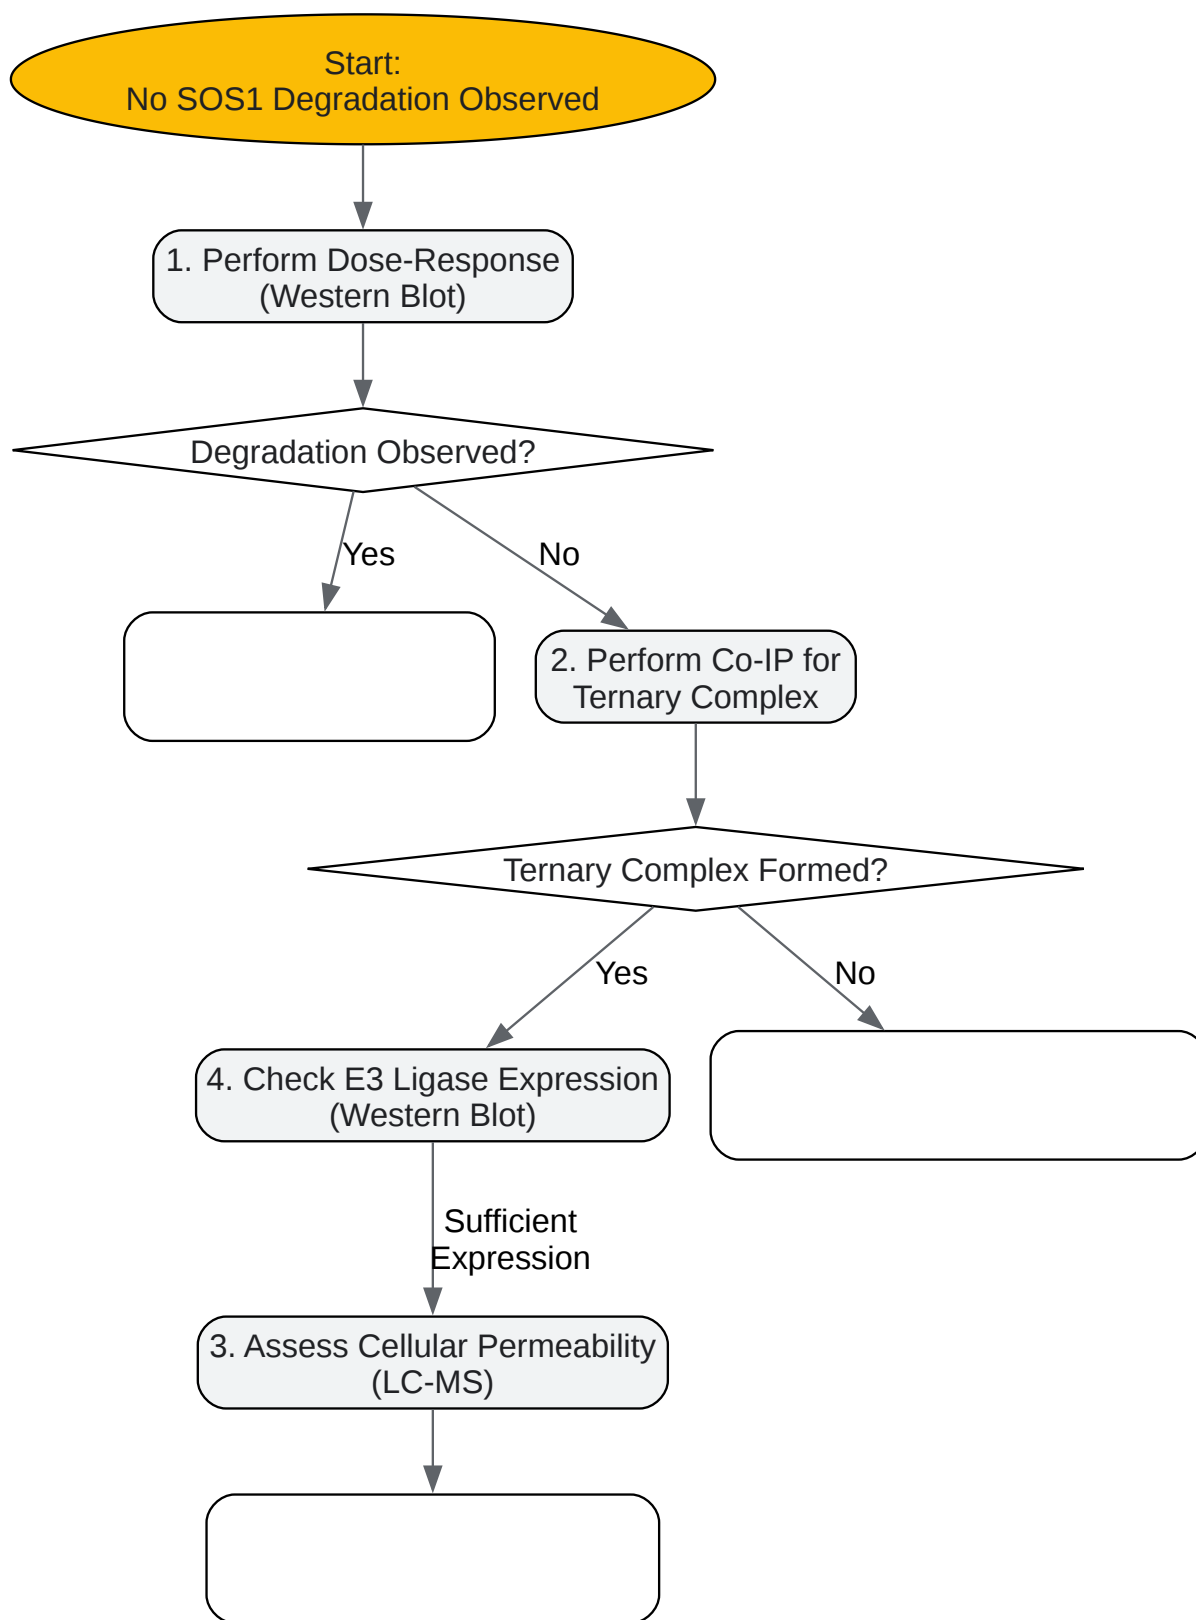 Start:
No SOS1 Degradation Observed
1. Perform Dose-Response
(Western Blot)
Degradation Observed?
Yes
No
2. Perform Co-IP for
Ternary Complex
Ternary Complex Formed?
Yes
No
4. Check E3 Ligase Expression
(Western Blot)
Sufficient
Expression
3. Assess Cellular Permeability
(LC-MS)